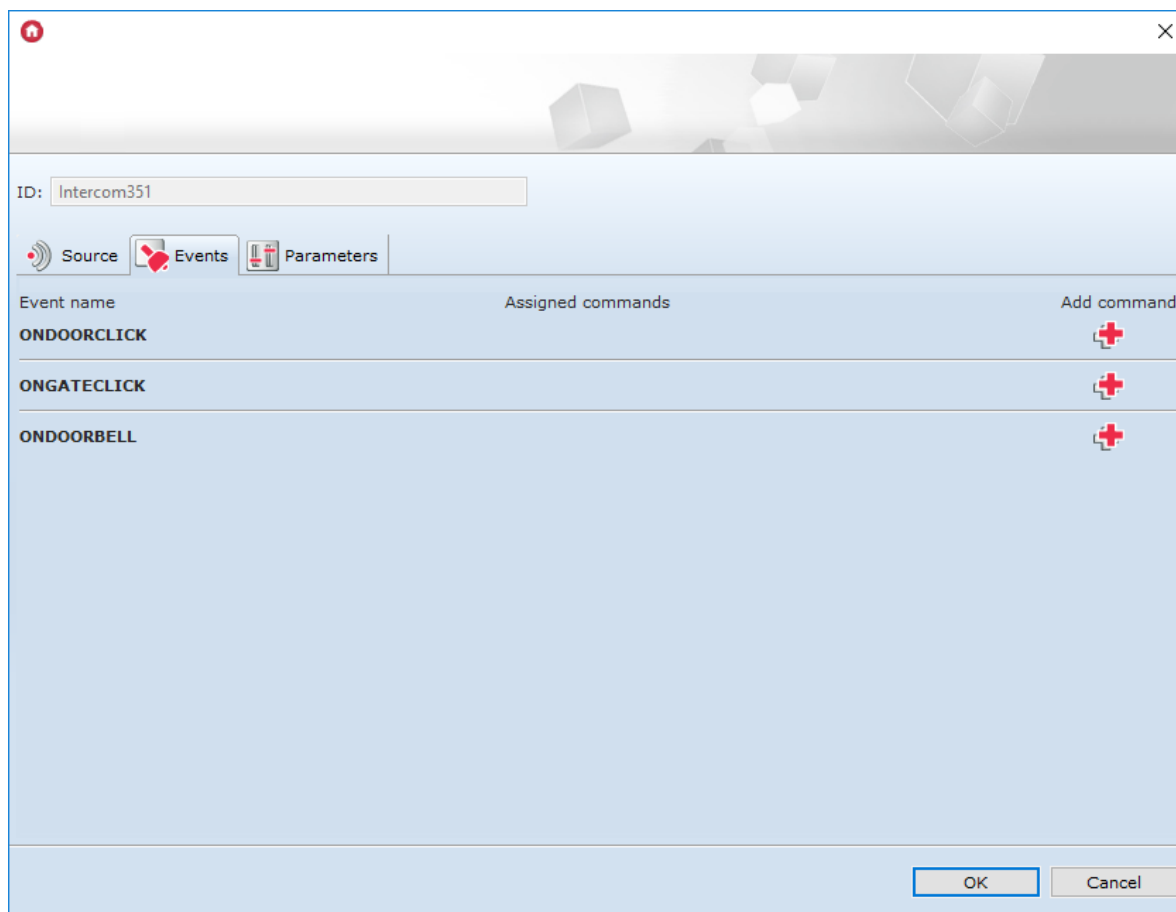 ID: Intercom351
Source Events Parameters
Event name Assigned commands Add command
ONDOORCLICK
ONGATECLICK
ONDOORBELL
OK Cancel